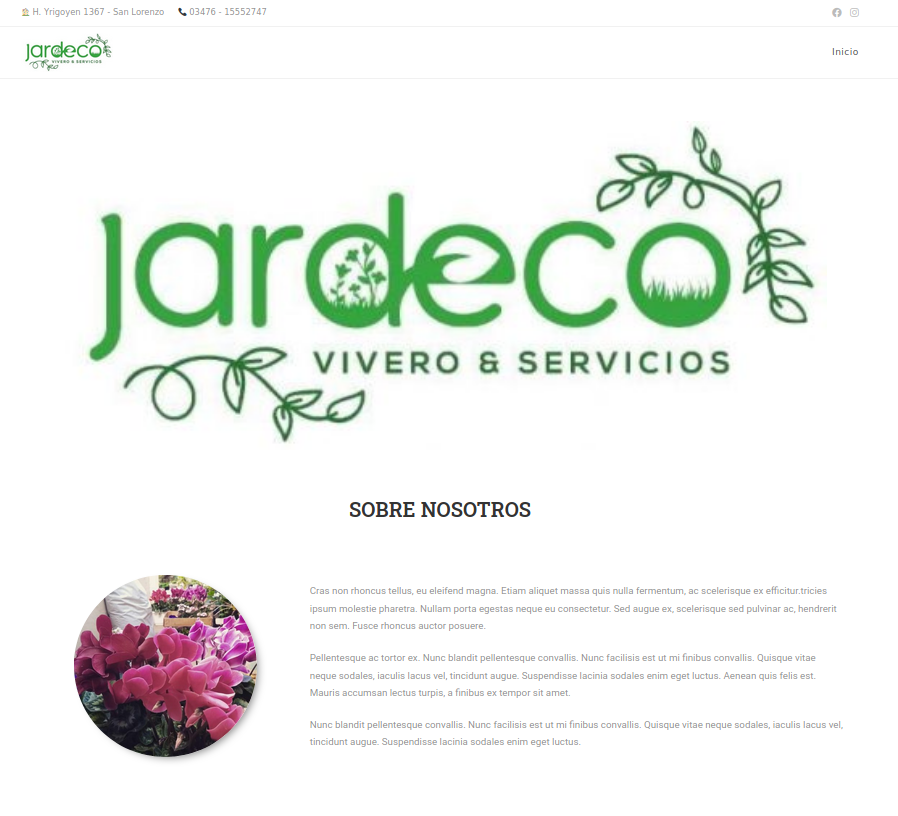 H. Yrigoyen 1367 - San Lorenzo 03476 - 15552747
jardeco
VIVERO & SERVICIOS
Inicio
jardeco
VIVERO & SERVICIOS
SOBRE NOSOTROS
Cras non rhoncus tellus, eu eleifend magna. Etiam aliquet massa quis nulla fermentum, ac scelerisque ex efficitur.tricies
ipsum molestie pharetra. Nullam porta egestas neque eu consectetur. Sed augue ex, scelerisque sed pulvinar ac, hendrerit
non sem. Fusce rhoncus auctor posuere.
Pellentesque ac tortor ex. Nunc blandit pellentesque convallis. Nunc facilisis est ut mi finibus convallis. Quisque vitae
neque sodales, iaculis lacus vel, tincidunt augue. Suspendisse lacinia sodales enim eget luctus. Aenean quis felis est.
Mauris accumsan lectus turpis, a finibus ex tempor sit amet.
Nunc blandit pellentesque convallis. Nunc facilisis est ut mi finibus convallis. Quisque vitae neque sodales, iaculis lacus vel,
tincidunt augue. Suspendisse lacinia sodales enim eget luctus.